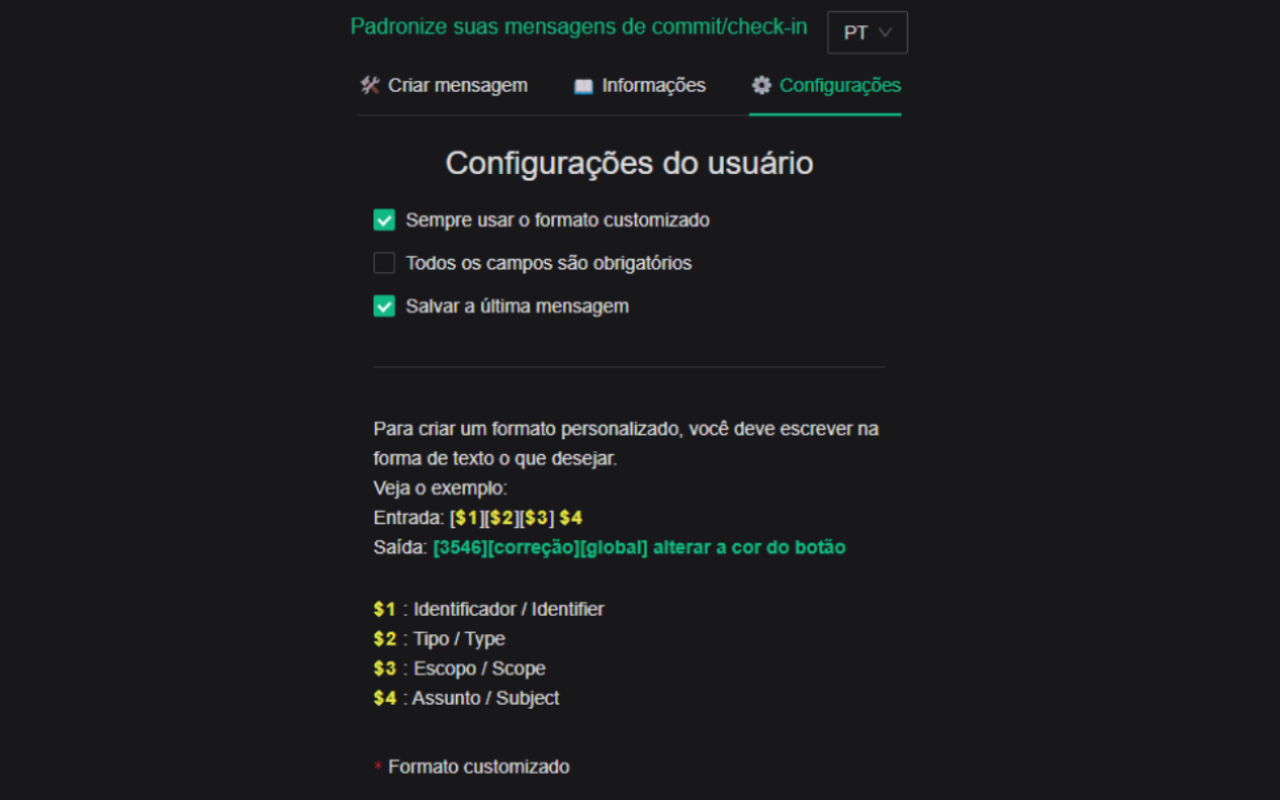 Padronize suas mensagens de commit/check-in
PT
Criar mensagem
Informações
Configurações
Configurações do usuário
Sempre usar o formato customizado
Todos os campos são obrigatórios
Salvar a última mensagem
Para criar um formato personalizado, você deve escrever na
forma de texto o que desejar.
Veja o exemplo:
Entrada: [$1][$2][$3] $4
Saída: [3546][correção][global] alterar a cor do botão
$1 : Identificador / Identifier
$2 : Tipo / Type
$3 : Escopo / Scope
$4 : Assunto / Subject
* Formato customizado